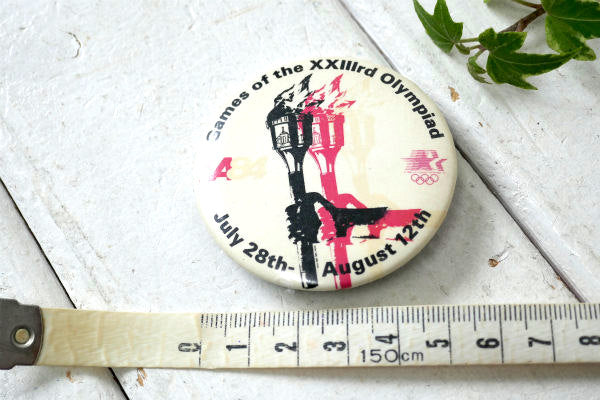 Games of the XXIIIrd Olympiad
A84
July 28th-
August 12th
0 1 2 3 4 5 6 7 8
150cm